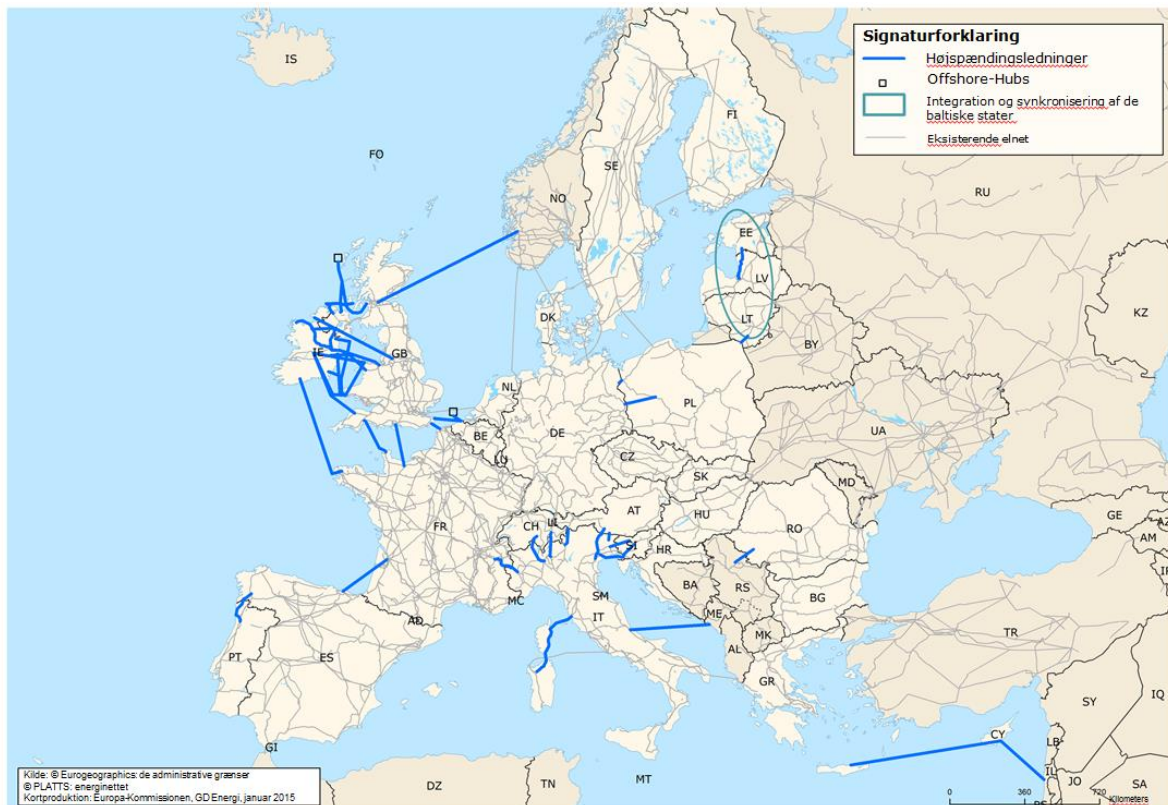 Signaturforklaring
Højspændingsledninger
Offshore-Hubs
Integration og synkronisering af de
baltiske stater
Eksisterende elnet
IS
FO
FI
SE
NO
RU
EE
LV
LT
KZ
DK
BY
IE
GB
NL
PL
BE
DE
UA
LU
CZ
SK
MD
FR
CH
LI
AT
HU
RO
SI
HR
GE
AZ
AM
BA
RS
MC
SM
IT
ME
BG
AD
MK
TR
PT
ES
AL
GR
SY
IQ
GI
CY
LB
IL
DZ
TN
MT
JO
SA
0 360 720
Kilometers
Kilde: © Eurogeographics: de administrative grænser
© PLATTS: energinettet
Kortproduktion: Europa-Kommissionen, GD Energi, januar 2015